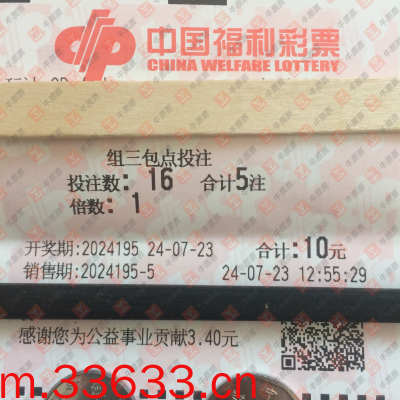 中国福利彩票
CHINA WELFARE LOTTERY
组三包点投注
投注数: 16 合计5注
倍数: 1
开奖期:2024195 24-07-23 合计:10元
销售期:2024195-5 24-07-23 12:55:29
感谢您为公益事业贡献3.40元
m.33633.cn